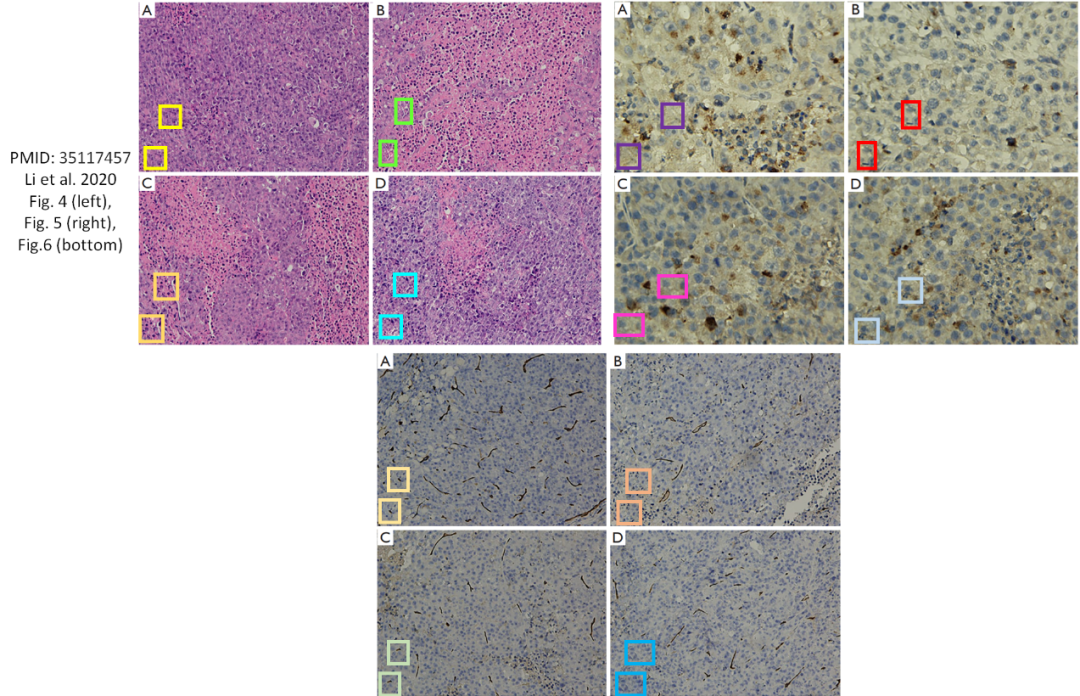 PMID: 35117457
Li et al. 2020
Fig. 4 (left),
Fig. 5 (right),
Fig.6 (bottom)
A
B
C
D
A
B
C
D
A
B
C
D